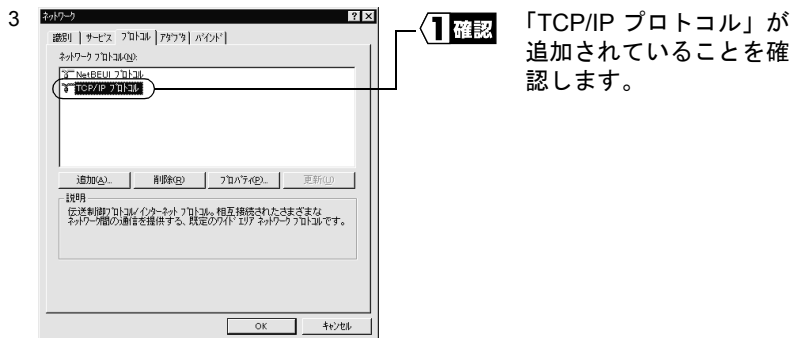 3
ネットワーク
識別 サービス プロトコル アダプタ バインド
ネットワーク プロトコル(N):
NetBEUI プロトコル
TCP/IP プロトコル
追加(A)... 削除(R) プロパティ(P)... 更新(U)
説明
伝送制御プロトコル/インターネット プロトコル。相互接続されたさまざまな
ネットワーク間の通信を提供する、既定のワイド エリア ネットワーク プロトコルです。
OK キャンセル
1 確認
「TCP/IP プロトコル」が
追加されていることを確
認します。